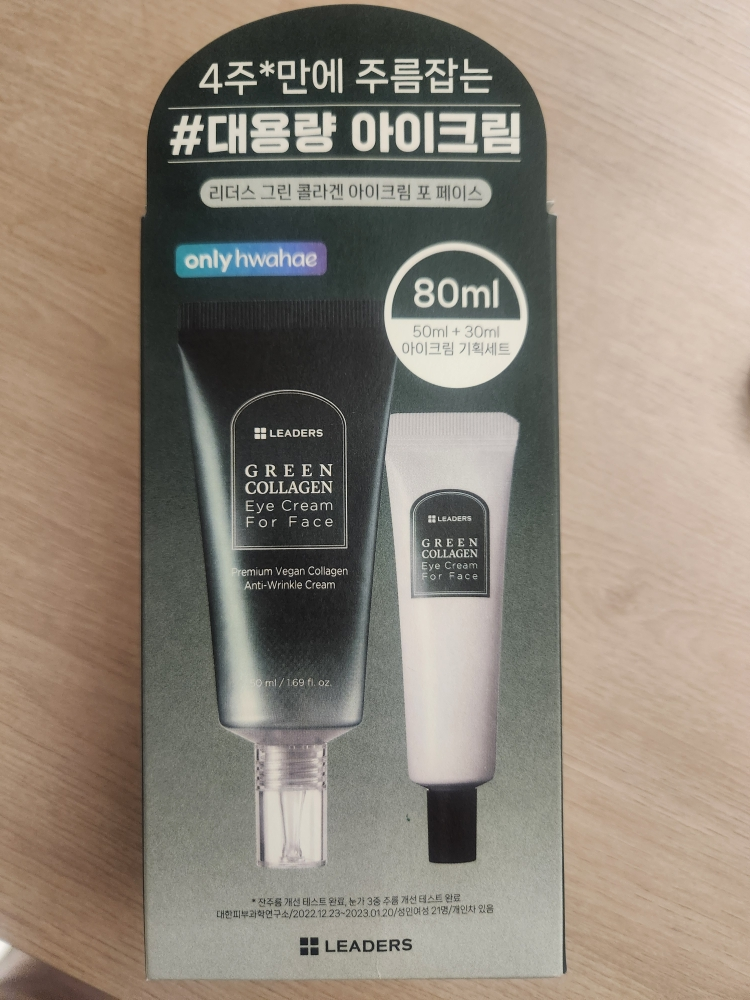 4주*만에 주름잡는
#대용량 아이크림
리더스 그린 콜라겐 아이크림 포 페이스
only hwahae
80ml
50ml + 30ml
아이크림 기획세트
LEADERS
GREEN
COLLAGEN
Eye Cream
For Face
Premium Vegan Collagen
Anti-Wrinkle Cream
50 ml / 1.69 fl. oz.
LEADERS
GREEN
COLLAGEN
Eye Cream
For Face
* 잔주름 개선 테스트 완료, 눈가 3중 주름 개선 테스트 완료
대한피부과학연구소/2022.12.23~2023.01.20/성인여성 21명/개인차 있음
LEADERS